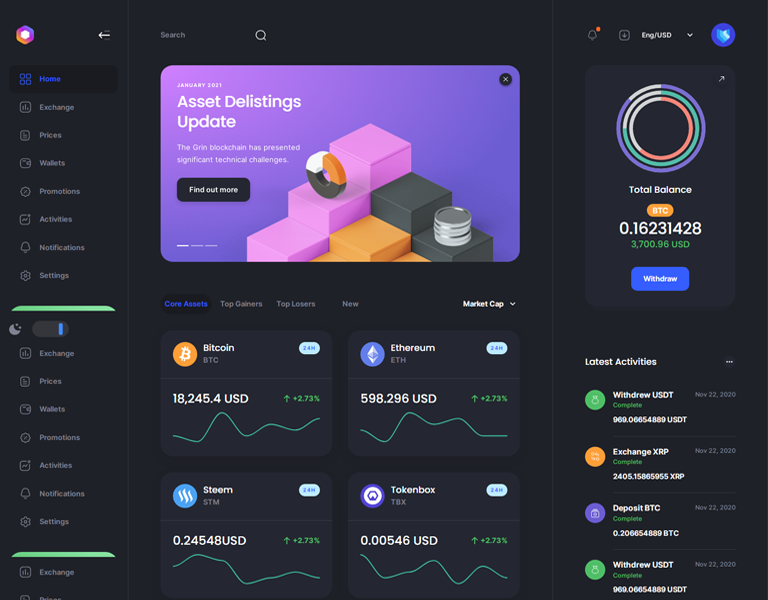 Home
Exchange
Prices
Wallets
Promotions
Activities
Notifications
Settings
Exchange
Prices
Wallets
Promotions
Activities
Notifications
Settings
Exchange
Prices
Search
JANUARY 2021
Asset Delistings
Update
The Grin blockchain has presented
significant technical challenges.
Find out more
Core Assets
Top Gainers
Top Losers
New
Market Cap
Bitcoin
BTC
24H
18,245.4 USD
+2.73%
Ethereum
ETH
24H
598.296 USD
+2.73%
Steem
STM
24H
0.24548USD
+2.73%
Tokenbox
TBX
24H
0.00546 USD
+2.73%
Eng/USD
Total Balance
BTC
0.16231428
3,700.96 USD
Withdraw
Latest Activities
Withdrew USDT
Nov 22, 2020
Complete
969.06654889 USDT
Exchange XRP
Nov 22, 2020
Complete
2405.15865955 XRP
Deposit BTC
Nov 22, 2020
Complete
0.206654889 BTC
Withdrew USDT
Nov 22, 2020
Complete
969.06654889 USDT